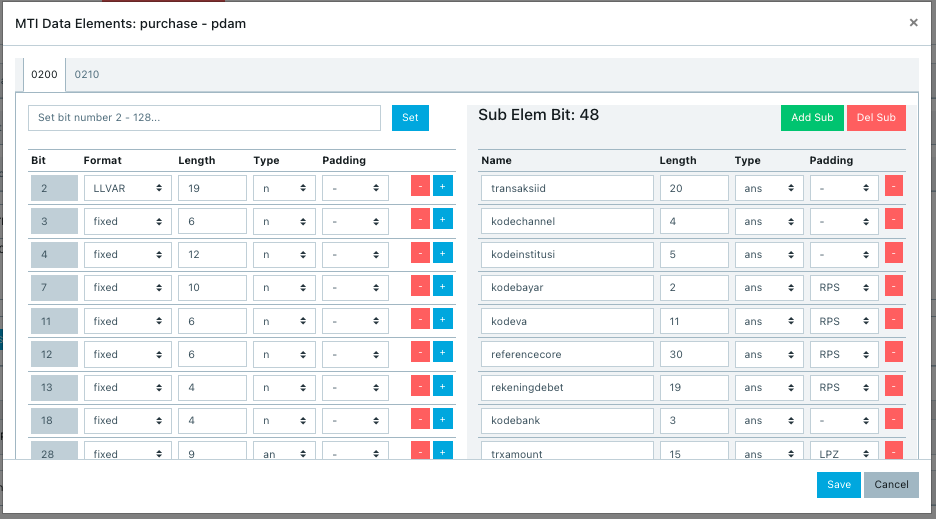 MTI Data Elements: purchase - pdam ×
0200 0210
Set bit number 2 - 128... Set
Sub Elem Bit: 48 Add Sub Del Sub
Bit Format Length Type Padding
2 LLVAR 19 n - - +
3 fixed 6 n - - +
4 fixed 12 n - - +
7 fixed 10 n - - +
11 fixed 6 n - - +
12 fixed 6 n - - +
13 fixed 4 n - - +
18 fixed 4 n - - +
28 fixed 9 an - - +
Name Length Type Padding
transaksiid 20 ans - -
kodechannel 4 ans - -
kodeinstitusi 5 ans - -
kodebayar 2 ans RPS -
kodeva 11 ans RPS -
referencecore 30 ans RPS -
rekeningdebet 19 ans RPS -
kodebank 3 ans - -
trxamount 15 ans LPZ -
Save Cancel